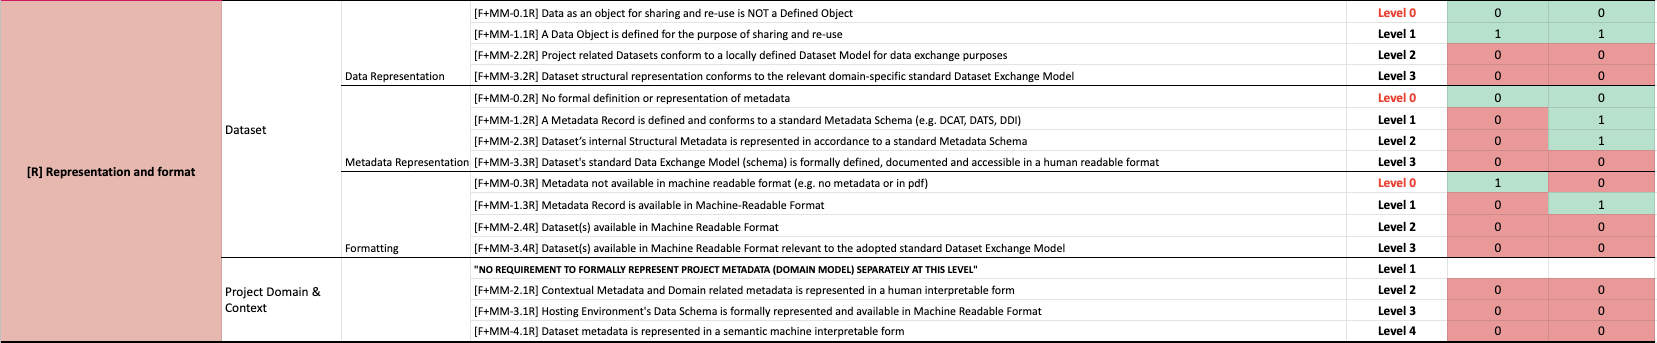 [F+MM-0.1R] Data as an object for sharing and re-use is NOT a Defined Object Level 0 0 0
[F+MM-1.1R] A Data Object is defined for the purpose of sharing and re-use Level 1 1 1
[F+MM-2.2R] Project related Datasets conform to a locally defined Dataset Model for data exchange purposes Level 2 0 0
Data Representation [F+MM-3.2R] Dataset structural representation conforms to the relevant domain-specific standard Dataset Exchange Model Level 3 0 0
[F+MM-0.2R] No formal definition or representation of metadata Level 0 0 0
Dataset [F+MM-1.2R] A Metadata Record is defined and conforms to a standard Metadata Schema (e.g. DCAT, DATS, DDI) Level 1 0 1
[F+MM-2.3R] Dataset's internal Structural Metadata is represented in accordance to a standard Metadata Schema Level 2 0 1
[R] Representation and format Metadata Representation [F+MM-3.3R] Dataset's standard Data Exchange Model (schema) is formally defined, documented and accessible in a human readable format Level 3 0 0
[F+MM-0.3R] Metadata not available in machine readable format (e.g. no metadata or in pdf) Level 0 1 0
[F+MM-1.3R] Metadata Record is available in Machine-Readable Format Level 1 0 1
[F+MM-2.4R] Dataset(s) available in Machine Readable Format Level 2 0 0
Formatting [F+MM-3.4R] Dataset(s) available in Machine Readable Format relevant to the adopted standard Dataset Exchange Model Level 3 0 0
"NO REQUIREMENT TO FORMALLY REPRESENT PROJECT METADATA (DOMAIN MODEL) SEPARATELY AT THIS LEVEL" Level 1
Project Domain & [F+MM-2.1R] Contextual Metadata and Domain related metadata is represented in a human interpretable form Level 2 0 0
Context [F+MM-3.1R] Hosting Environment's Data Schema is formally represented and available in Machine Readable Format Level 3 0 0
[F+MM-4.1R] Dataset metadata is represented in a semantic machine interpretable form Level 4 0 0